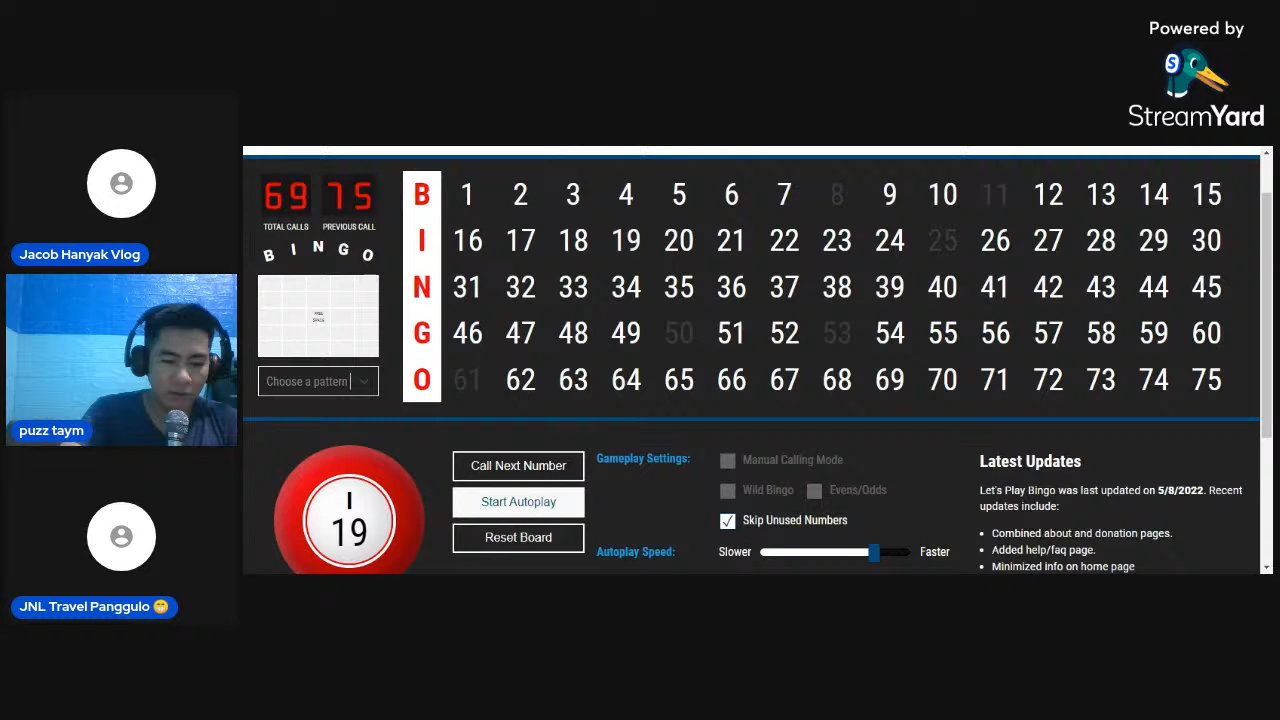 Powered by
StreamYard
Jacob Hanyak Vlog
puzz taym
JNL Travel Panggulo 😁
69 75
TOTAL CALLS PREVIOUS CALL
B I N G O
FREE
SPACE
Choose a pattern
B 1 2 3 4 5 6 7 8 9 10 11 12 13 14 15
I 16 17 18 19 20 21 22 23 24 25 26 27 28 29 30
N 31 32 33 34 35 36 37 38 39 40 41 42 43 44 45
G 46 47 48 49 50 51 52 53 54 55 56 57 58 59 60
O 61 62 63 64 65 66 67 68 69 70 71 72 73 74 75
I
19
Call Next Number
Start Autoplay
Reset Board
Gameplay Settings:
Manual Calling Mode
Wild Bingo Evens/Odds
Skip Unused Numbers
Autoplay Speed: Slower Faster
Latest Updates
Let's Play Bingo was last updated on 5/8/2022. Recent
updates include:
• Combined about and donation pages.
• Added help/faq page.
• Minimized info on home page